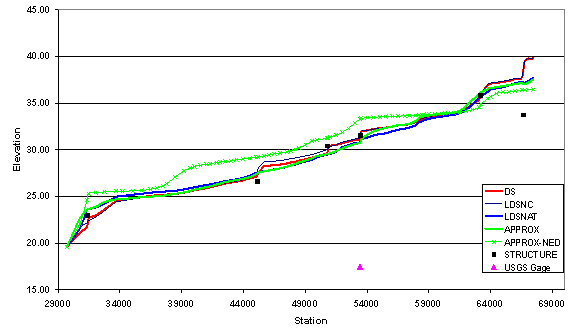 45.00
40.00
35.00
30.00
25.00
20.00
15.00
Elevation
29000 34000 39000 44000 49000 54000 59000 64000 69000
Station
DS
LDSNC
LDSNAT
APPROX
APPROX-NED
STRUCTURE
USGS Gage